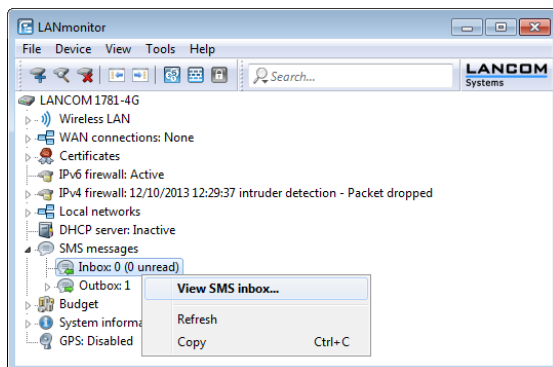 LANmonitor
File Device View Tools Help
Search...
LANCOM
Systems
LANCOM 1781-4G
Wireless LAN
WAN connections: None
Certificates
IPv6 firewall: Active
IPv4 firewall: 12/10/2013 12:29:37 intruder detection - Packet dropped
Local networks
DHCP server: Inactive
SMS messages
Inbox: 0 (0 unread)
Outbox: 1
View SMS inbox...
Budget
System informa
Refresh
GPS: Disabled
Copy Ctrl+C